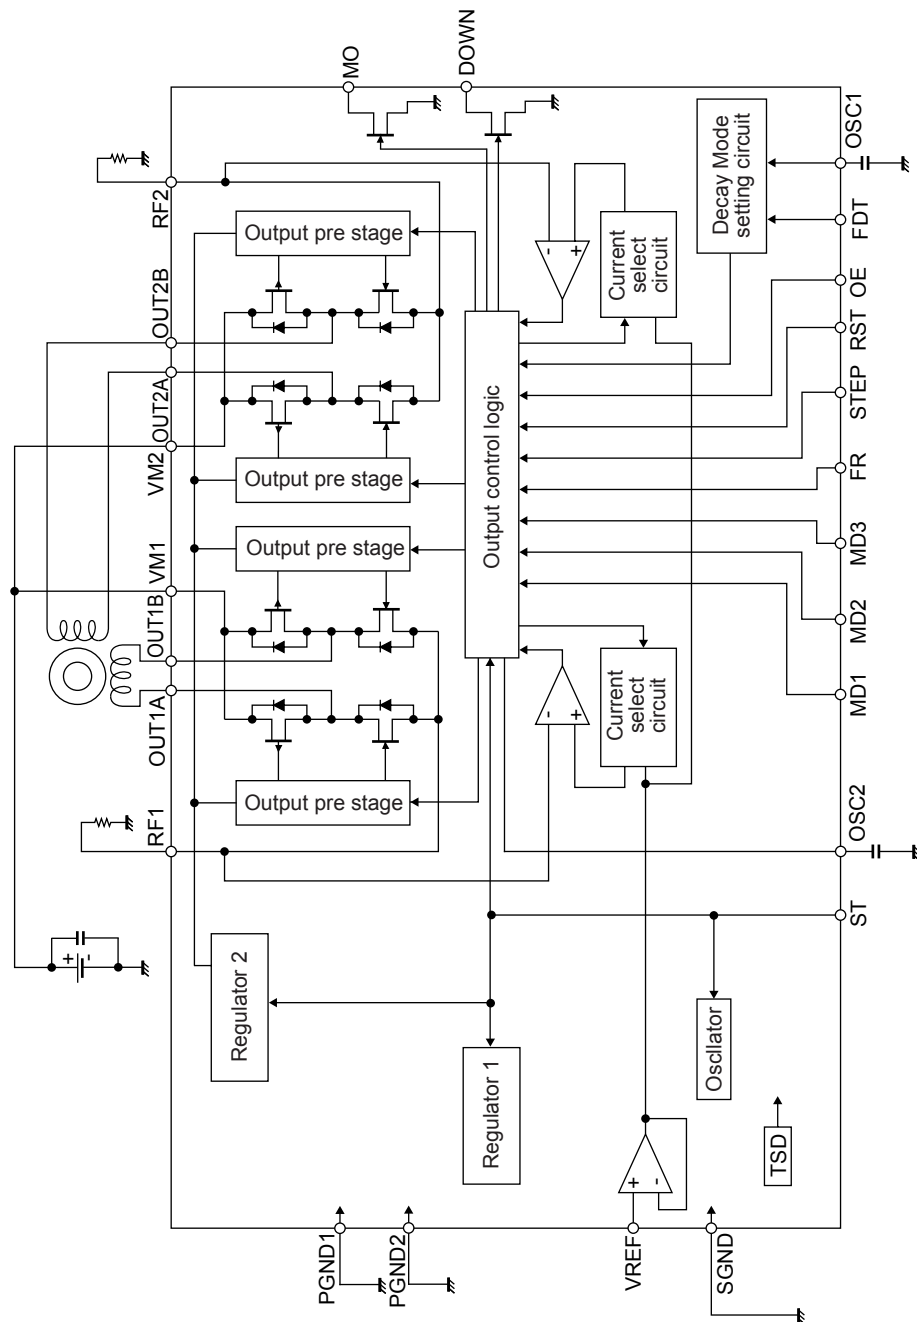 MO
DOWN
RF2
OUT2B
OUT2A
VM2
VM1
OUT1B
OUT1A
RF1
Output pre stage
Output pre stage
Output pre stage
Output pre stage
Output control logic
- +
- +
Current
select
circuit
Current
select
circuit
Decay Mode
setting circuit
OSC1
FDT
OE
RST
STEP
FR
MD3
MD2
MD1
OSC2
ST
+ -
Regulator 2
Regulator 1
Oscllator
TSD
+ -
PGND1
PGND2
VREF
SGND